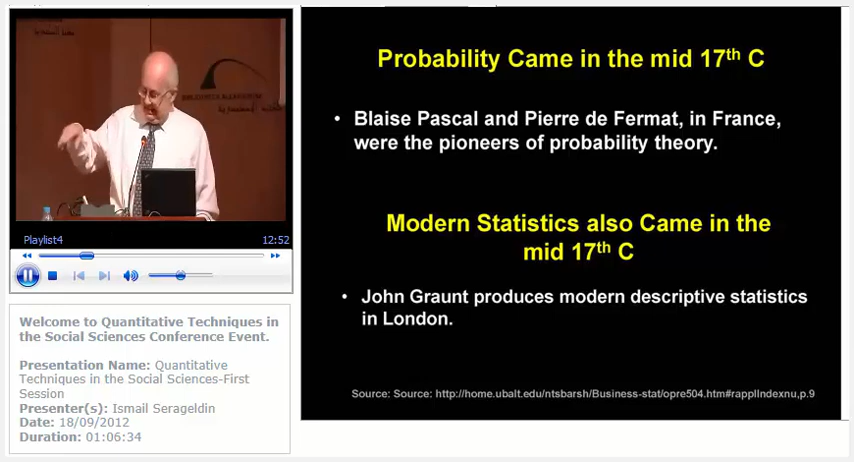 Playlist4
12:52
Welcome to Quantitative Techniques in
the Social Sciences Conference Event.
Presentation Name: Quantitative
Techniques in the Social Sciences-First
Session
Presenter(s): Ismail Serageldin
Date: 18/09/2012
Duration: 01:06:34
Probability Came in the mid 17th C
• Blaise Pascal and Pierre de Fermat, in France,
were the pioneers of probability theory.
Modern Statistics also Came in the
mid 17th C
• John Graunt produces modern descriptive statistics
in London.
Source: Source: http://home.ubalt.edu/ntsbarsh/Business-stat/opre504.htm#rapplIndexnu,p.9